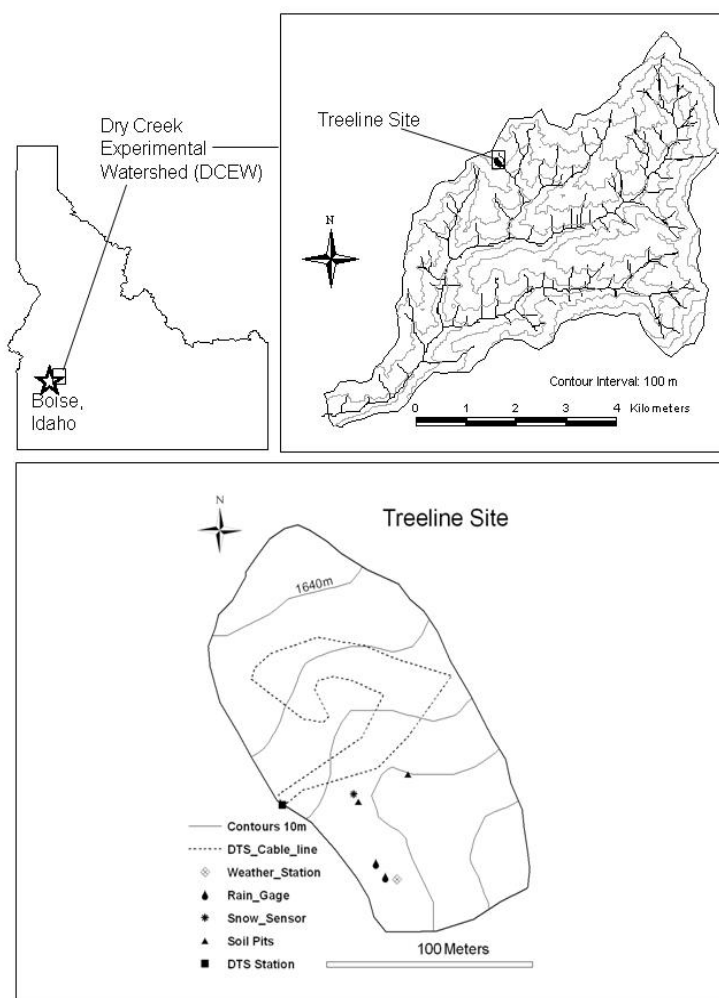 Dry Creek
Experimental
Watershed (DCEW)
Boise,
Idaho
Treeline Site
N
Contour Interval: 100 m
0 1 2 3 4 Kilometers
N
Treeline Site
1640m
Contours 10m
DTS_Cable_line
Weather_Station
Rain_Gage
Snow_Sensor
Soil Pits
DTS Station
100 Meters